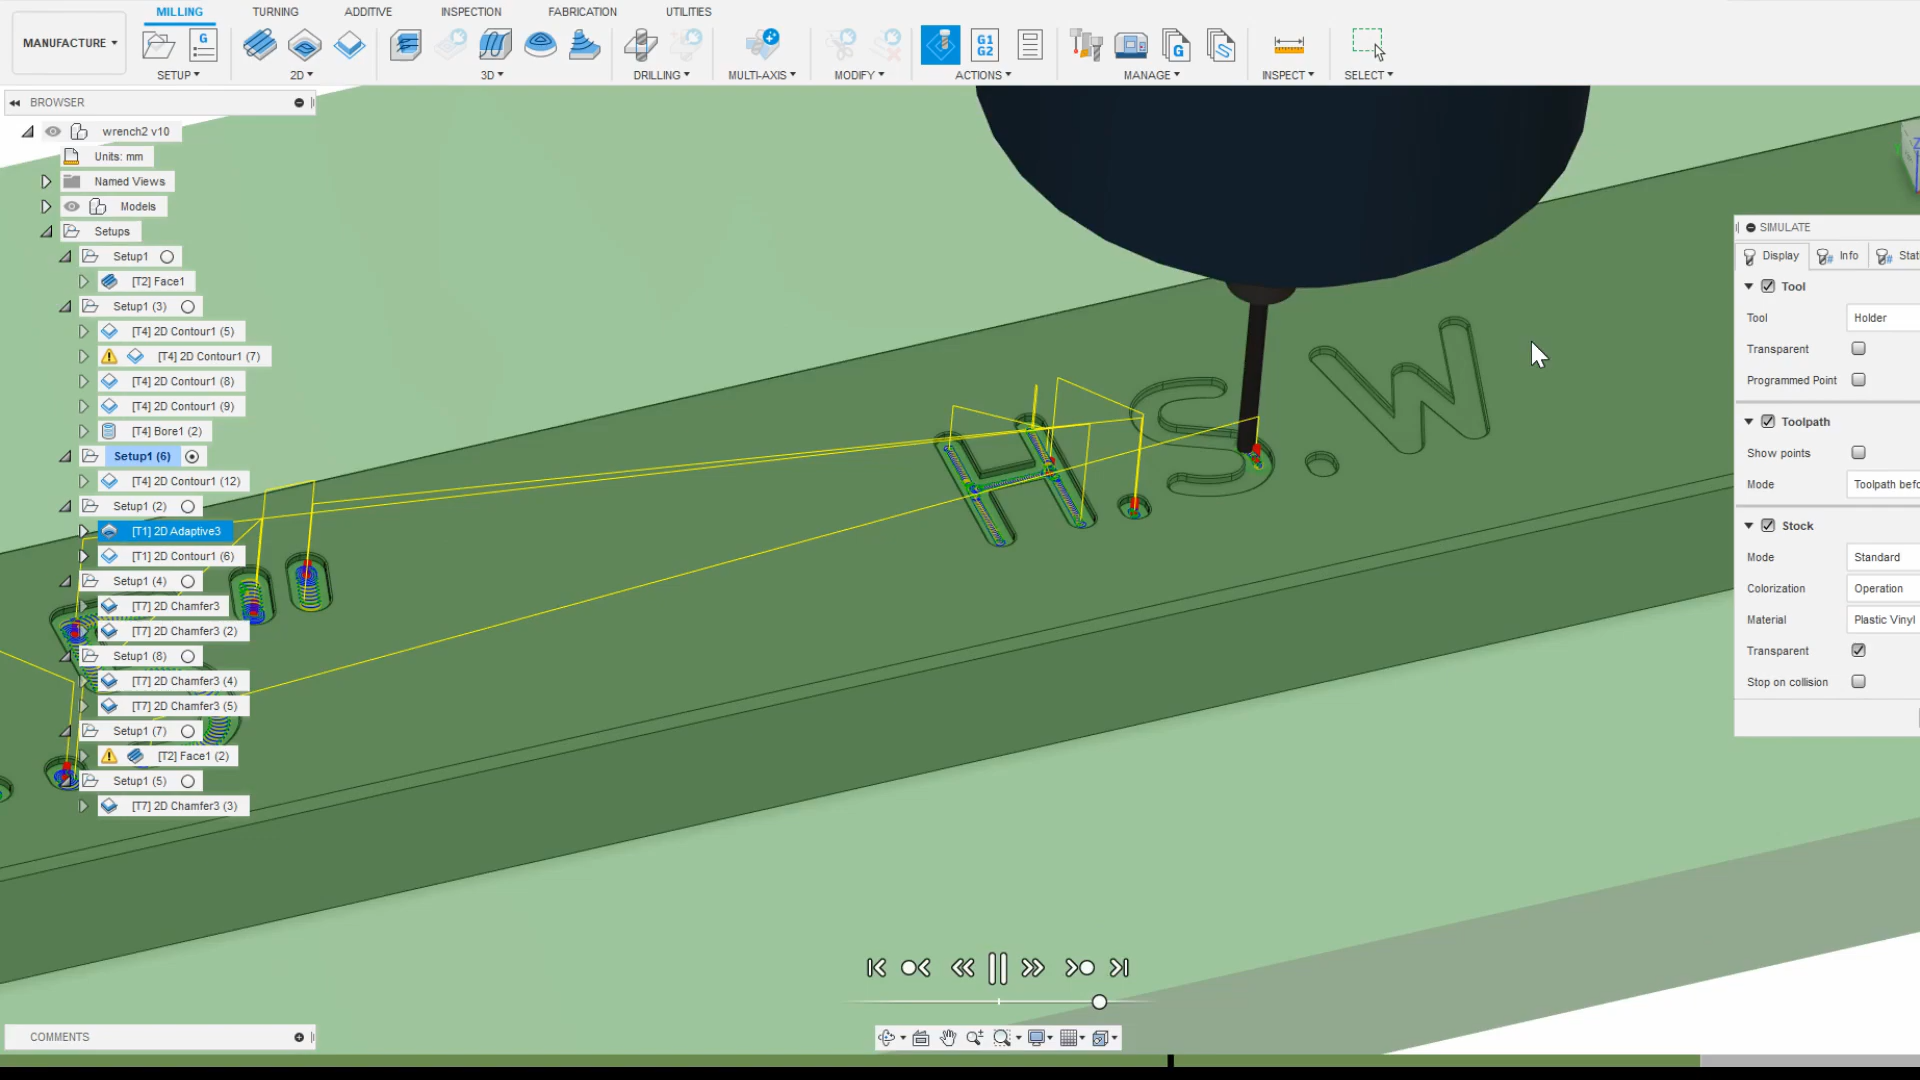 MILLING TURNING ADDITIVE INSPECTION FABRICATION UTILITIES
MANUFACTURE
G
G1
G2
G
SETUP 2D 3D DRILLING MULTI-AXIS MODIFY ACTIONS MANAGE INSPECT SELECT
BROWSER
wrench2 v10
Units: mm
Named Views
Models
Setups
Setup1
[T2] Face1
Setup1 (3)
[T4] 2D Contour1 (5)
[T4] 2D Contour1 (7)
[T4] 2D Contour1 (8)
[T4] 2D Contour1 (9)
[T4] Bore1 (2)
Setup1 (6)
[T4] 2D Contour1 (12)
Setup1 (2)
[T1] 2D Adaptive3
[T1] 2D Contour1 (6)
Setup1 (4)
[T7] 2D Chamfer3
[T7] 2D Chamfer3 (2)
Setup1 (8)
[T7] 2D Chamfer3 (4)
[T7] 2D Chamfer3 (5)
Setup1 (7)
[T2] Face1 (2)
Setup1 (5)
[T7] 2D Chamfer3 (3)
COMMENTS
H.S.W
Z
SIMULATE
Display Info Stati
Tool
Tool Holder
Transparent
Programmed Point
Toolpath
Show points
Mode Toolpath befo
Stock
Mode Standard
Colorization Operation
Material Plastic Vinyl
Transparent
Stop on collision